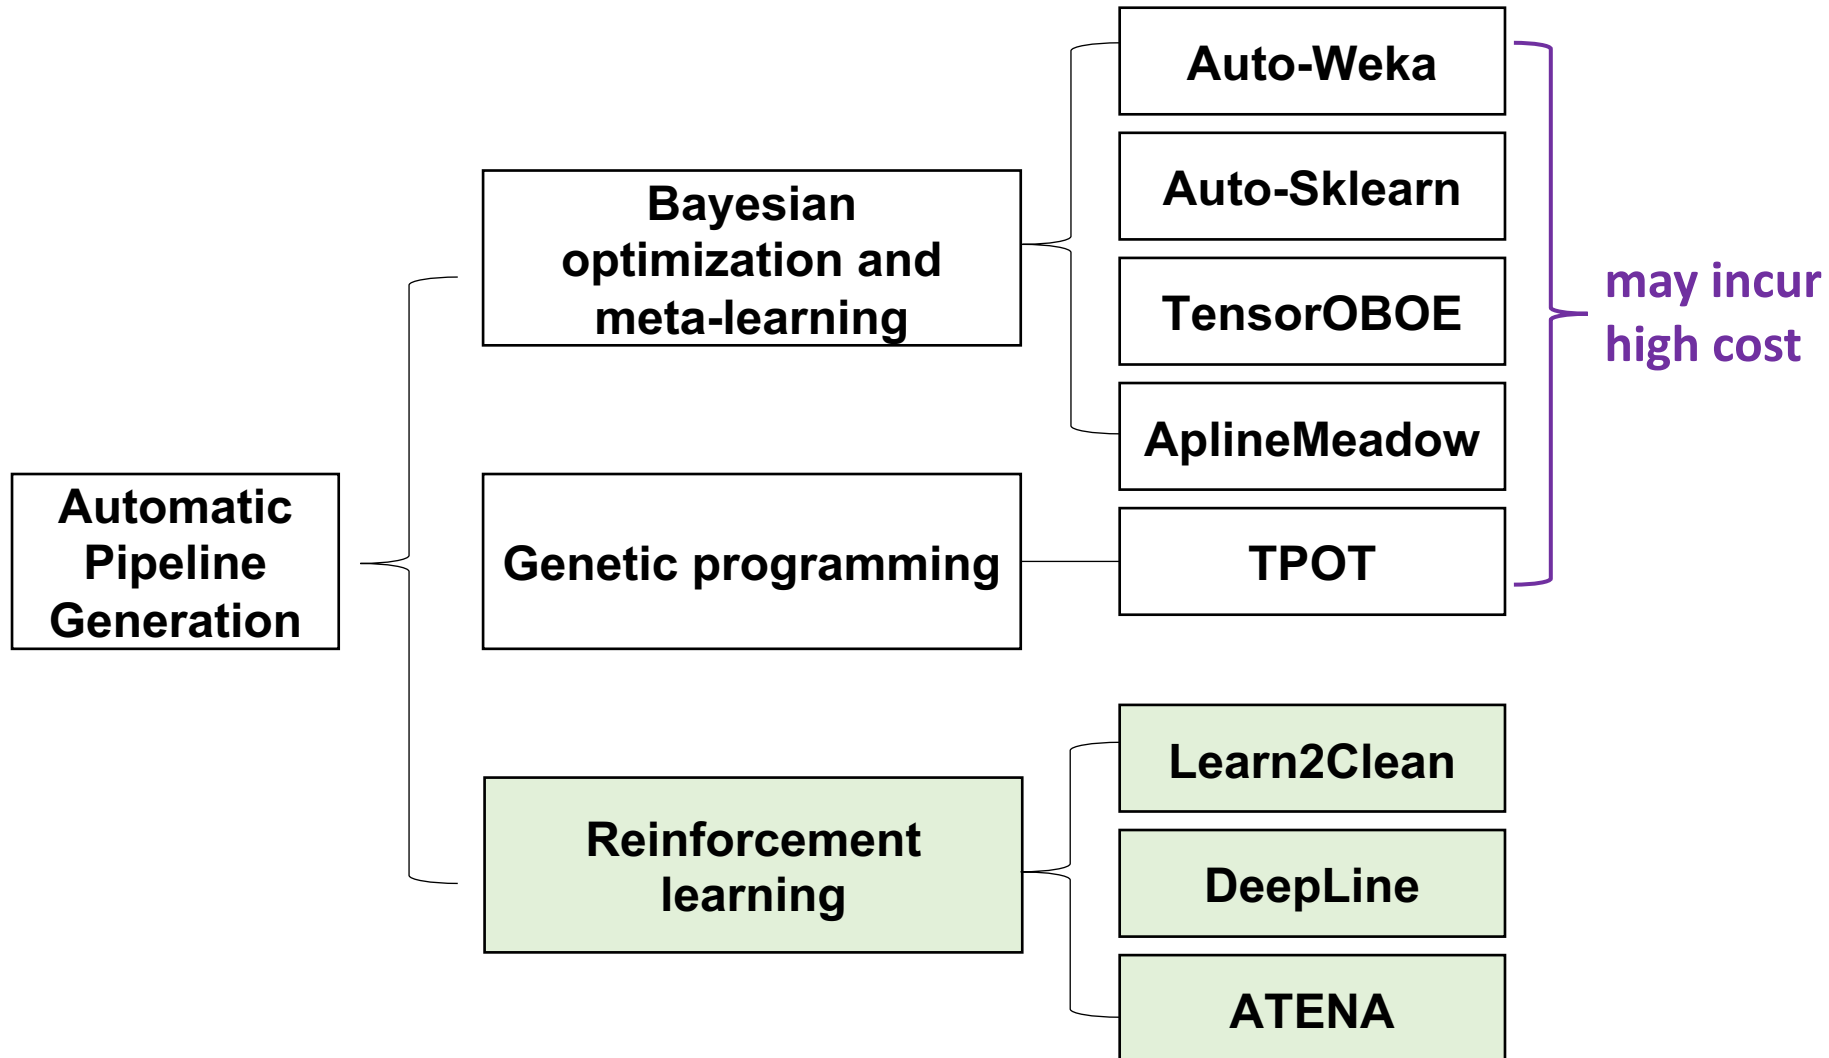 Automatic
Pipeline
Generation
Bayesian
optimization and
meta-learning
Genetic programming
Reinforcement
learning
Auto-Weka
Auto-Sklearn
TensorOBOE
AplineMeadow
TPOT
Learn2Clean
DeepLine
ATENA
may incur
high cost